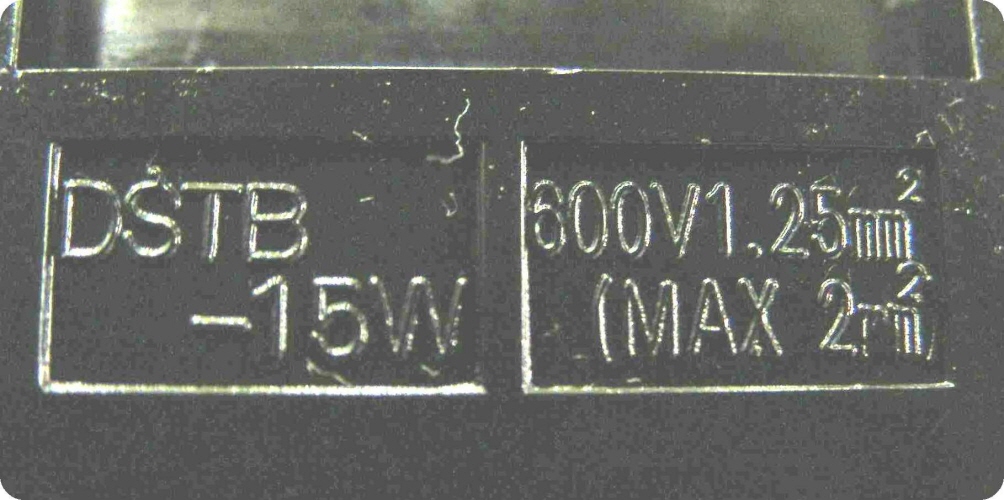 DSTB
-15W
600V1.25mm²
(MAX 2mm²)